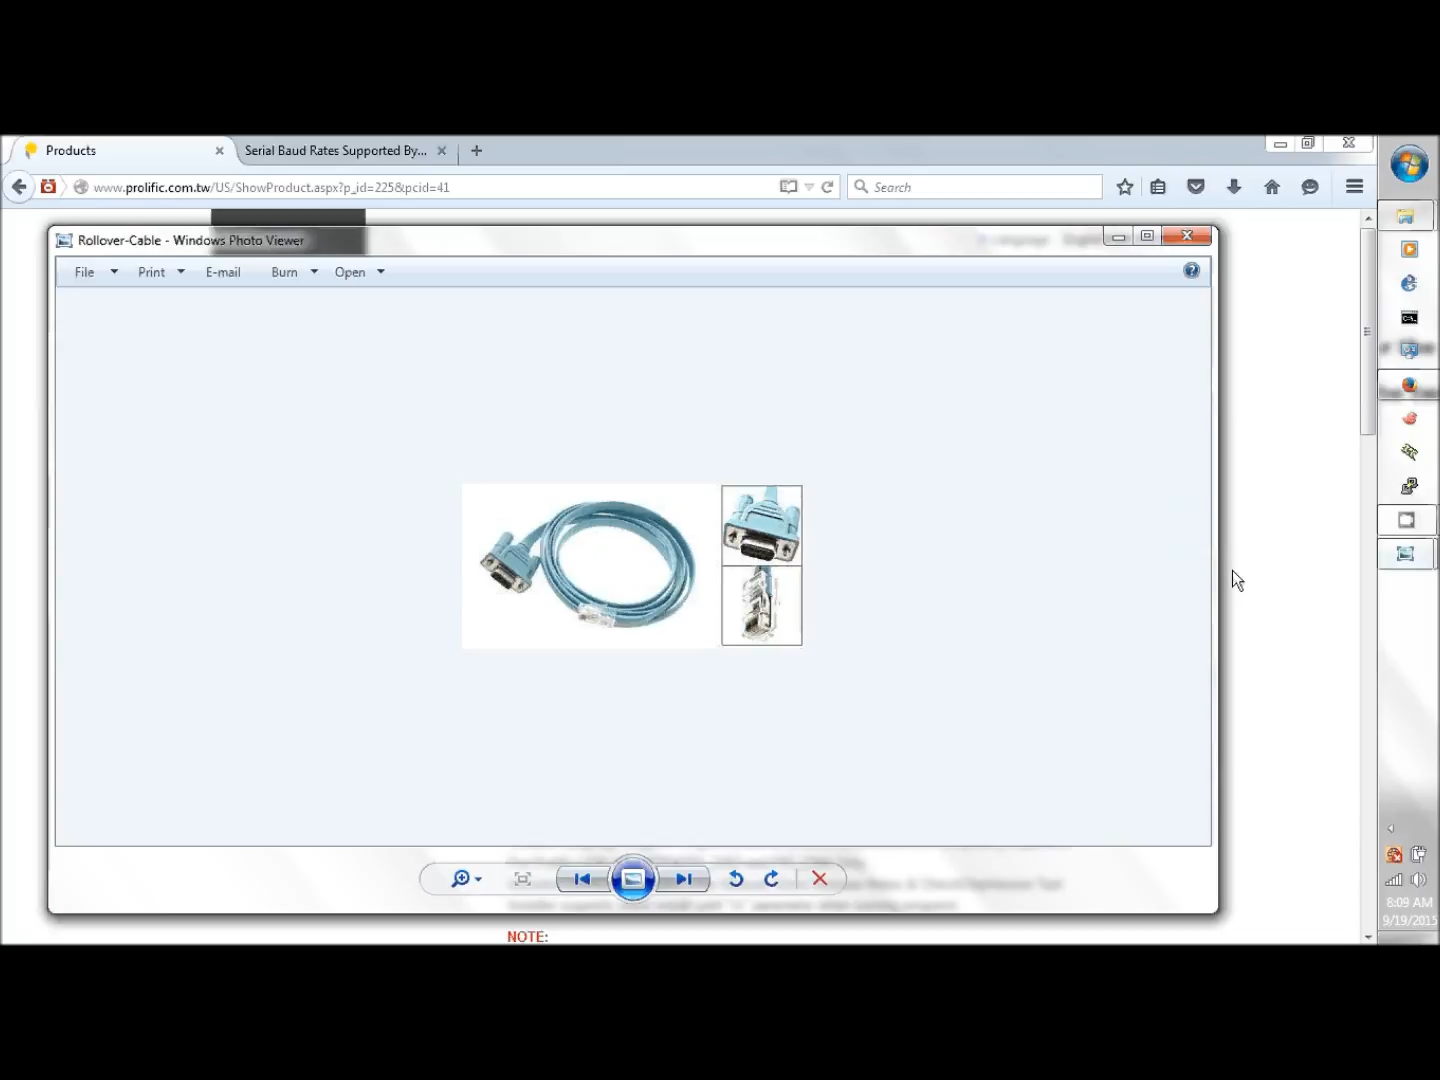 Products
Serial Baud Rates Supported By...
www.prolific.com.tw/US/ShowProduct.aspx?p_id=225&pcid=41
Search
Rollover-Cable - Windows Photo Viewer
File
Print
E-mail
Burn
Open
8:09 AM
9/19/2015
NOTE: